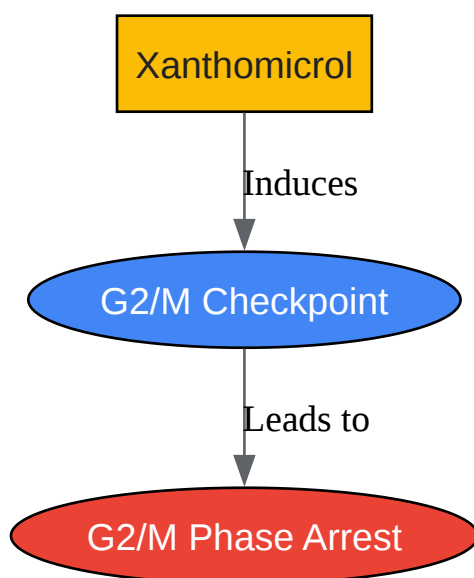 Xanthomicrol
Induces
G2/M Checkpoint
Leads to
G2/M Phase Arrest